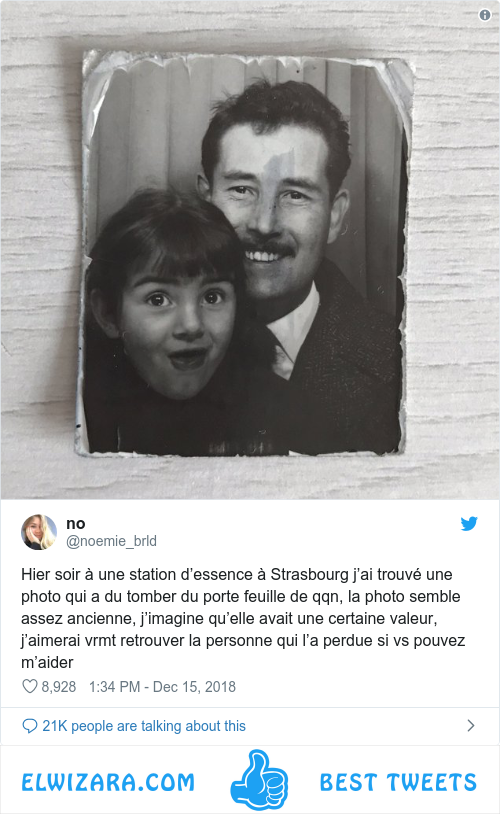 no
@noemie_brld
Hier soir à une station d’essence à Strasbourg j’ai trouvé une
photo qui a du tomber du porte feuille de qqn, la photo semble
assez ancienne, j’imagine qu’elle avait une certaine valeur,
j’aimerai vrmt retrouver la personne qui l’a perdue si vs pouvez
m’aider
8,928 1:34 PM - Dec 15, 2018
21K people are talking about this
ELWIZARA.COM BEST TWEETS